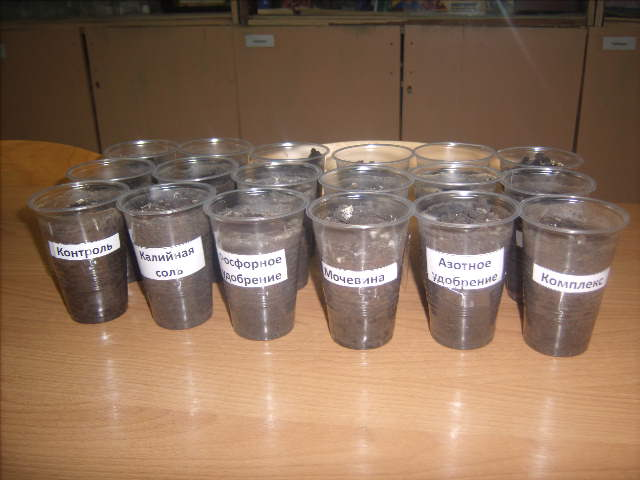 Контроль
Калийная
соль
осфорное
удобрение
Мочевина
Азотное
удобрение
Комплекс